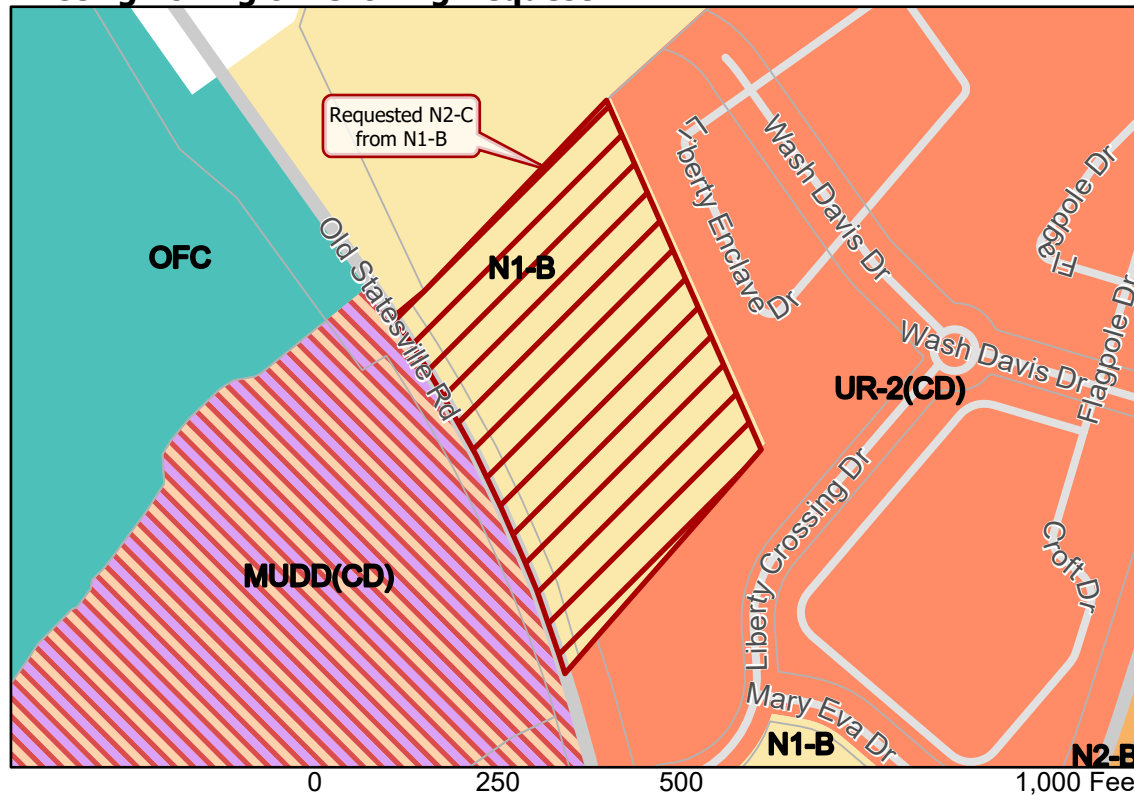 Requested N2-C
from N1-B
OFC
N1-B
Old Statesville Rd
MUDD(CD)
Liberty Enclave Dr
Wash Davis Dr
Flagpole Dr
Wash Davis Dr
Flagpole Dr
UR-2(CD)
Liberty Crossing Dr
Croft Dr
Mary Eva Dr
N1-B
N2-B
0 250 500 1,000 Fee